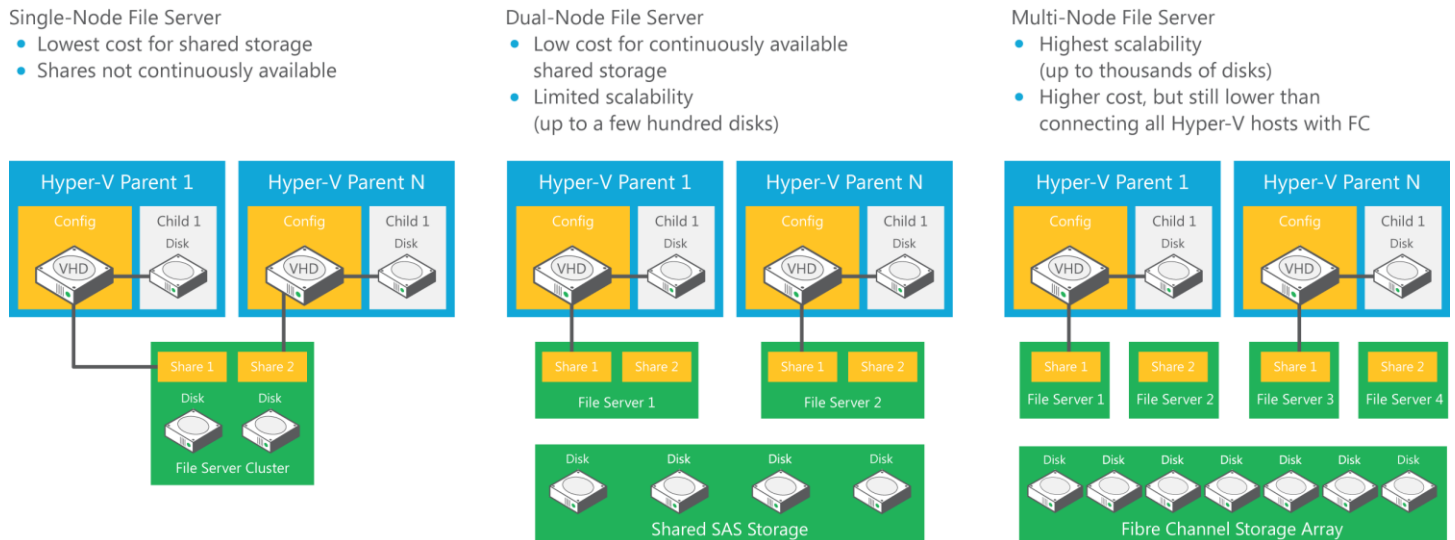 Single-Node File Server
Lowest cost for shared storage
Shares not continuously available
Hyper-V Parent 1
Config
VHD
Child 1
Disk
Hyper-V Parent N
Config
VHD
Child 1
Disk
Share 1
Share 2
Disk
Disk
File Server Cluster
Dual-Node File Server
Low cost for continuously available
shared storage
Limited scalability
(up to a few hundred disks)
Hyper-V Parent 1
Config
VHD
Child 1
Disk
Hyper-V Parent N
Config
VHD
Child 1
Disk
Share 1
Share 2
File Server 1
Share 1
Share 2
File Server 2
Disk
Disk
Disk
Disk
Shared SAS Storage
Multi-Node File Server
Highest scalability
(up to thousands of disks)
Higher cost, but still lower than
connecting all Hyper-V hosts with FC
Hyper-V Parent 1
Config
VHD
Child 1
Disk
Hyper-V Parent N
Config
VHD
Child 1
Disk
Share 1
File Server 1
Share 2
File Server 2
Share 1
File Server 3
Share 2
File Server 4
Disk
Disk
Disk
Disk
Disk
Disk
Disk
Fibre Channel Storage Array